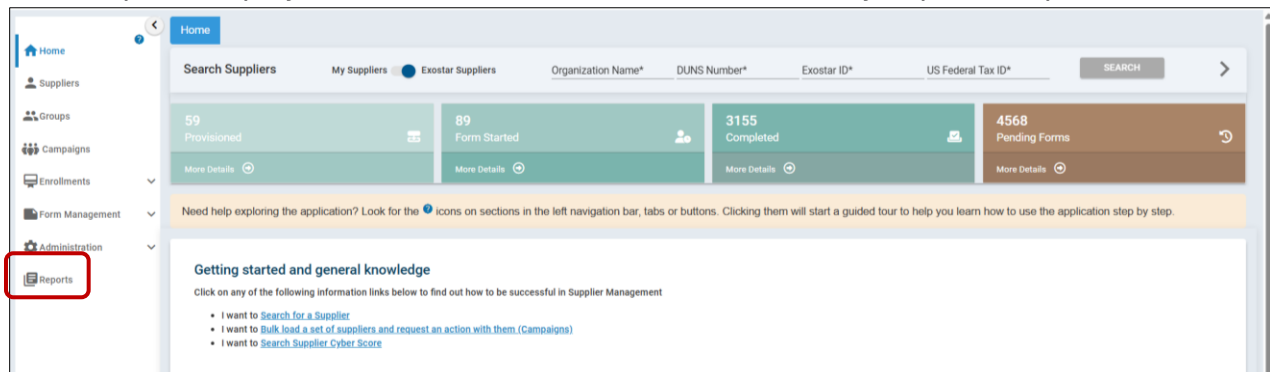 Home
Suppliers
Groups
Campaigns
Enrollments
Form Management
Administration
Reports
Home
Search Suppliers My Suppliers Exostar Suppliers Organization Name* DUNS Number* Exostar ID* US Federal Tax ID* SEARCH
59
Provisioned
More Details
89
Form Started
More Details
3155
Completed
More Details
4568
Pending Forms
More Details
Need help exploring the application? Look for the ? icons on sections in the left navigation bar, tabs or buttons. Clicking them will start a guided tour to help you learn how to use the application step by step.
Getting started and general knowledge
Click on any of the following information links below to find out how to be successful in Supplier Management
• I want to Search for a Supplier
• I want to Bulk load a set of suppliers and request an action with them (Campaigns)
• I want to Search Supplier Cyber Score